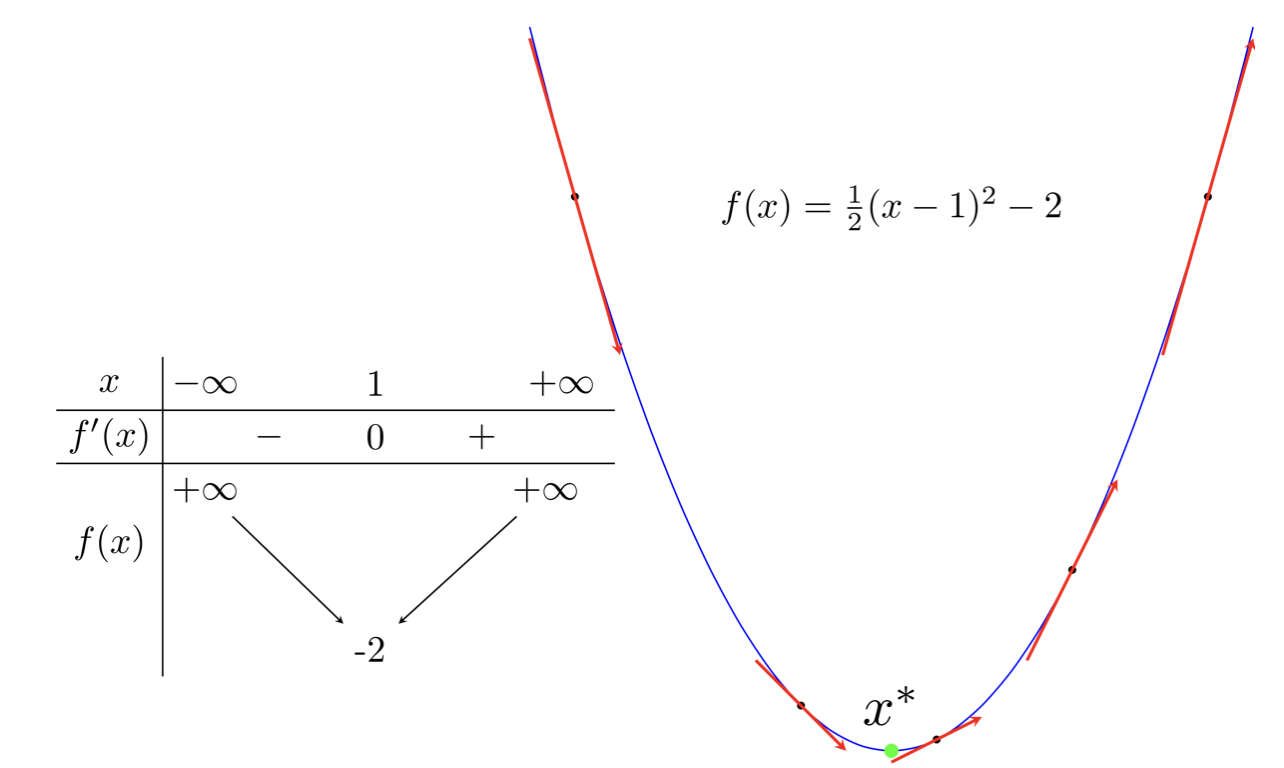 f(x) = 1/2(x − 1)² − 2
x −∞ 1 +∞
f′(x) − 0 +
+∞ +∞
f(x)
-2
x*